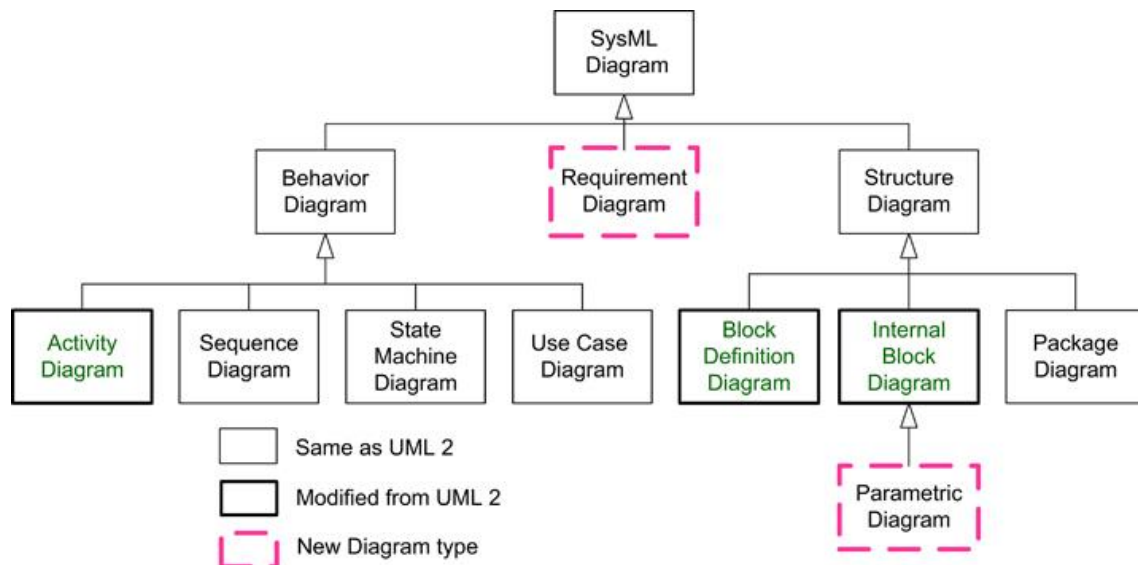 SysML
Diagram
Behavior
Diagram
Requirement
Diagram
Structure
Diagram
Activity
Diagram
Sequence
Diagram
State
Machine
Diagram
Use Case
Diagram
Block
Definition
Diagram
Internal
Block
Diagram
Package
Diagram
Same as UML 2
Modified from UML 2
New Diagram type
Parametric
Diagram